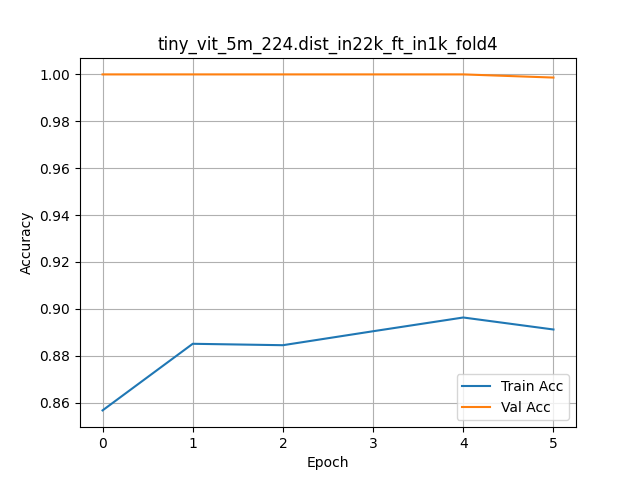 tiny_vit_5m_224.dist_in22k_ft_in1k_fold4
1.00
0.98
0.96
0.94
0.92
0.90
0.88
0.86
Accuracy
Train Acc
Val Acc
0 1 2 3 4 5
Epoch